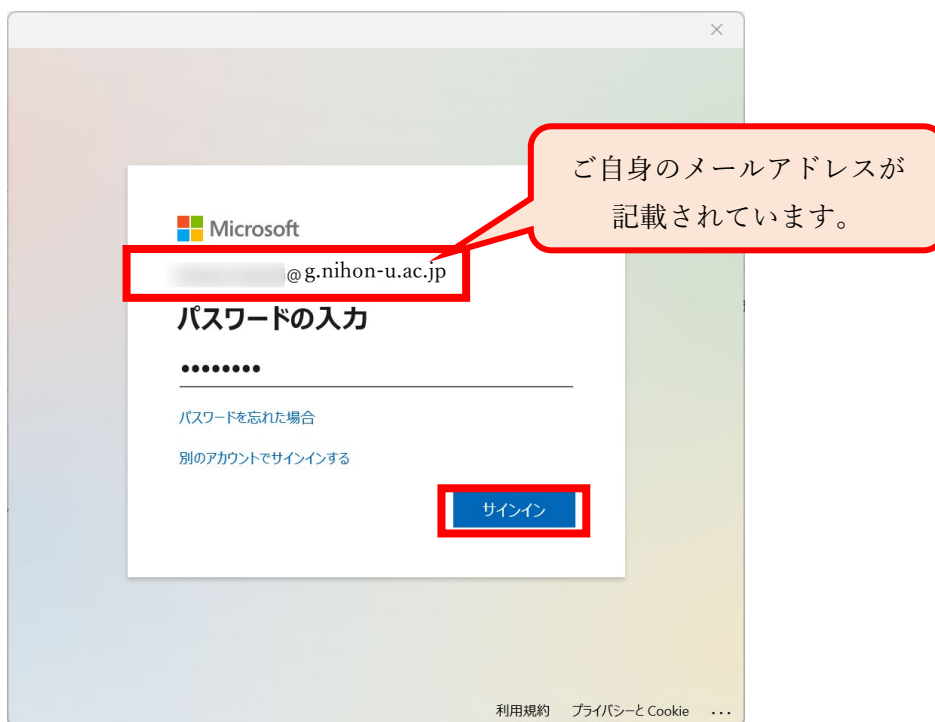 ご自身のメールアドレスが
記載されています。
Microsoft
@g.nihon-u.ac.jp
パスワードの入力
••••••••
パスワードを忘れた場合
別のアカウントでサインインする
サインイン
利用規約 プライバシーと Cookie ...